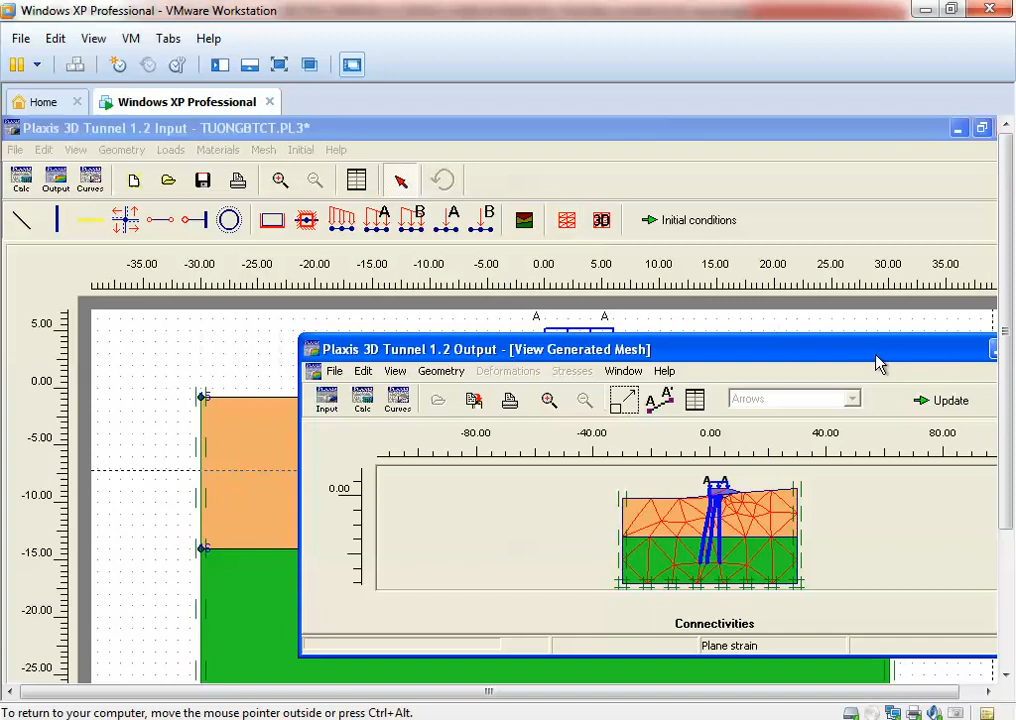 Windows XP Professional - VMware Workstation
File Edit View VM Tabs Help
Home Windows XP Professional
Plaxis 3D Tunnel 1.2 Input - TUONGBTCT.PL3*
File Edit View Geometry Loads Materials Mesh Initial Help
Calc Output Curves
A B A B 3D Initial conditions
-35.00 -30.00 -25.00 -20.00 -15.00 -10.00 -5.00 0.00 5.00 10.00 15.00 20.00 25.00 30.00 35.00
5.00
A A
0.00
-5.00
-10.00
-15.00
-20.00
-25.00
Plaxis 3D Tunnel 1.2 Output - [View Generated Mesh]
File Edit View Geometry Deformations Stresses Window Help
Input Calc Curves Arrows Update
-80.00 -40.00 0.00 40.00 80.00
A A
0.00
Connectivities
Plane strain
To return to your computer, move the mouse pointer outside or press Ctrl+Alt.